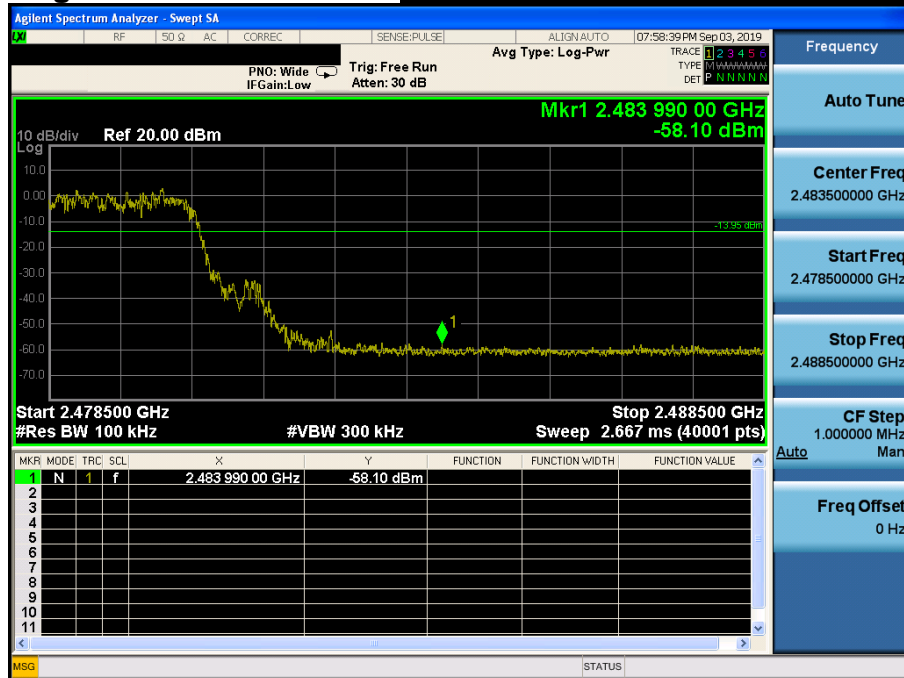 Agilent Spectrum Analyzer - Swept SA
LXI RF 50 Ω AC CORREC SENSE:PULSE ALIGN AUTO 07:58:39 PM Sep 03, 2019
Avg Type: Log-Pwr
TRACE 1 2 3 4 5 6
PNO: Wide Trig: Free Run TYPE M W W W W W
IFGain:Low Atten: 30 dB DET P N N N N N
Mkr1 2.483 990 00 GHz
-58.10 dBm
10 dB/div Ref 20.00 dBm
Log
10.0
0.00
-10.0
-13.95 dBm
-20.0
-30.0
-40.0
-50.0
1
-60.0
-70.0
Start 2.478500 GHz Stop 2.488500 GHz
#Res BW 100 kHz #VBW 300 kHz Sweep 2.667 ms (40001 pts)
MKR MODE TRC SCL X Y FUNCTION FUNCTION WIDTH FUNCTION VALUE
1 N 1 f 2.483 990 00 GHz -58.10 dBm
2
3
4
5
6
7
8
9
10
11
MSG STATUS
Frequency
Auto Tune
Center Freq
2.483500000 GHz
Start Freq
2.478500000 GHz
Stop Freq
2.488500000 GHz
CF Step
1.000000 MHz
Auto Man
Freq Offset
0 Hz